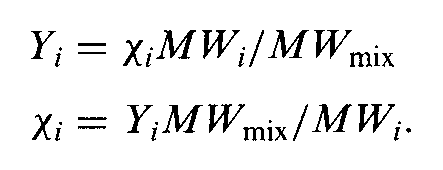 Y_i = χ_i MW_i / MW_mix
χ_i = Y_i MW_mix / MW_i.